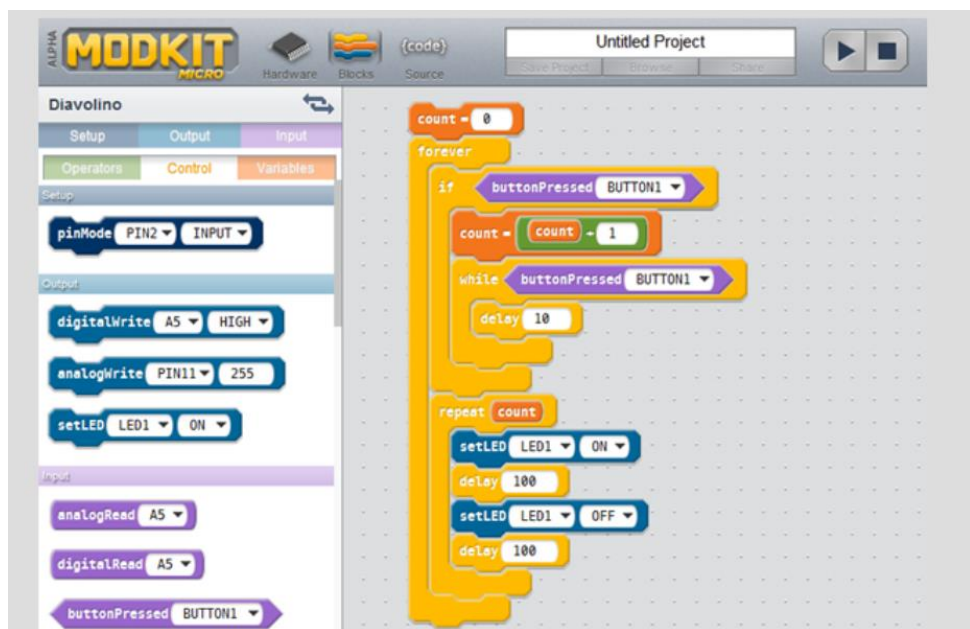 ALPHA
MODKIT
MICRO
Hardware
Blocks
{code}
Source
Untitled Project
Save Project
Browse
Share
Diavolino
Setup
Output
Input
Operators
Control
Variables
Setup
pinMode PIN2 INPUT
Output
digitalWrite A5 HIGH
analogWrite PIN11 255
setLED LED1 ON
Input
analogRead A5
digitalRead A5
buttonPressed BUTTON1
count = 0
forever
if buttonPressed BUTTON1
count = count + 1
while buttonPressed BUTTON1
delay 10
repeat count
setLED LED1 ON
delay 100
setLED LED1 OFF
delay 100